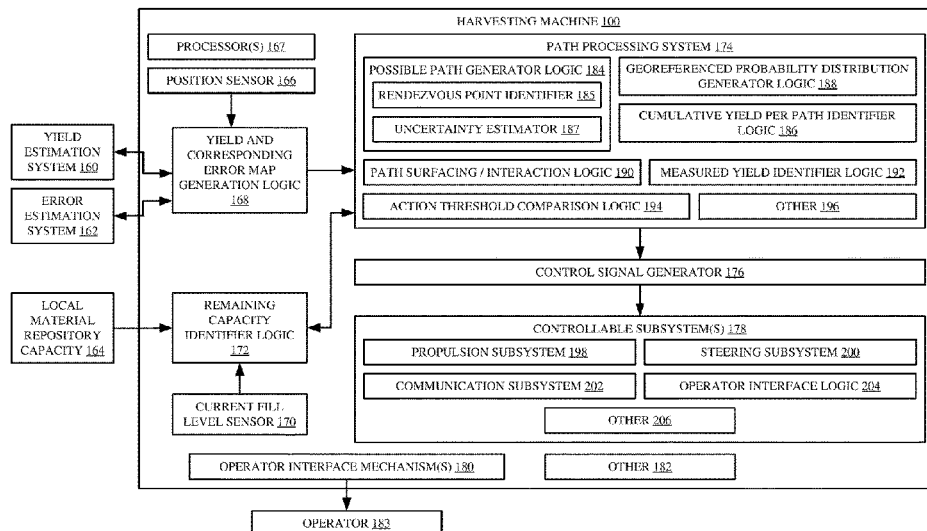 HARVESTING MACHINE 100
PROCESSOR(S) 167
POSITION SENSOR 166
YIELD
ESTIMATION
SYSTEM 160
ERROR
ESTIMATION
SYSTEM 162
YIELD AND
CORRESPONDING
ERROR MAP
GENERATION LOGIC
168
LOCAL
MATERIAL
REPOSITORY
CAPACITY 164
REMAINING
CAPACITY
IDENTIFIER LOGIC
172
CURRENT FILL
LEVEL SENSOR
170
PATH PROCESSING SYSTEM 174
POSSIBLE PATH GENERATOR LOGIC 184
RENDEZVOUS POINT IDENTIFIER 185
UNCERTAINTY ESTIMATOR 187
GEOREFERENCED PROBABILITY DISTRIBUTION
GENERATOR LOGIC 188
CUMULATIVE YIELD PER PATH IDENTIFIER
LOGIC 186
PATH SURFACING / INTERACTION LOGIC 190
MEASURED YIELD IDENTIFIER LOGIC 192
ACTION THRESHOLD COMPARISON LOGIC 194
OTHER 196
CONTROL SIGNAL GENERATOR 176
CONTROLLABLE SUBSYSTEM(S) 178
PROPULSION SUBSYSTEM 198
STEERING SUBSYSTEM 200
COMMUNICATION SUBSYSTEM 202
OPERATOR INTERFACE LOGIC 204
OTHER 206
OPERATOR INTERFACE MECHANISM(S) 180
OTHER 182
OPERATOR 183